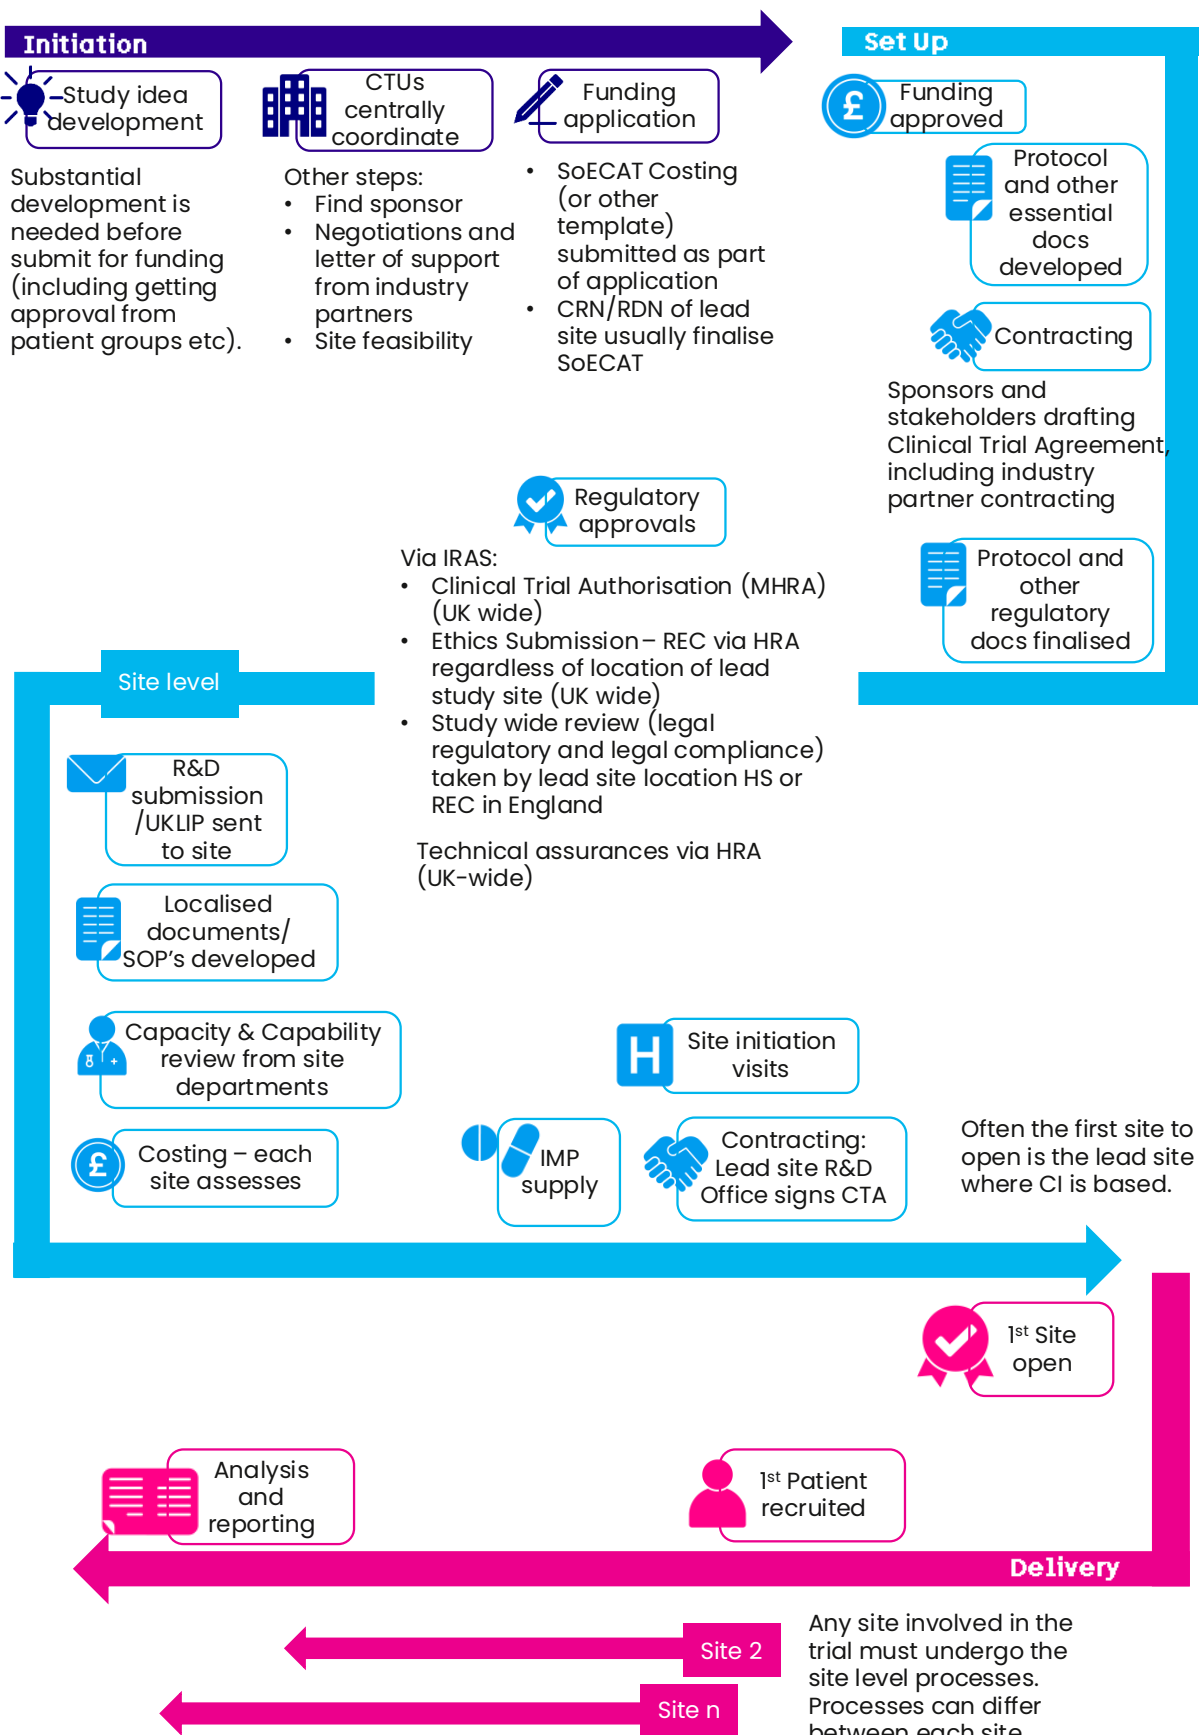 Initiation
Study idea
development
Substantial
development is
needed before
submit for funding
(including getting
approval from
patient groups etc).
CTUs
centrally
coordinate
Other steps:
• Find sponsor
• Negotiations and
letter of support
from industry
partners
• Site feasibility
Funding
application
• SoECAT Costing
(or other
template)
submitted as part
of application
• CRN/RDN of lead
site usually finalise
SoECAT
Set Up
£
Funding
approved
Protocol
and other
essential
docs
developed
Contracting
Sponsors and
stakeholders drafting
Clinical Trial Agreement,
including industry
partner contracting
Protocol and
other
regulatory
docs finalised
Regulatory
approvals
Via IRAS:
• Clinical Trial Authorisation (MHRA)
(UK wide)
• Ethics Submission – REC via HRA
regardless of location of lead
study site (UK wide)
• Study wide review (legal
regulatory and legal compliance)
taken by lead site location HS or
REC in England
Technical assurances via HRA
(UK-wide)
Site level
R&D
submission
/UKLIP sent
to site
Localised
documents/
SOP's developed
Capacity & Capability
review from site
departments
£
Costing – each
site assesses
IMP
supply
H
Site initiation
visits
Contracting:
Lead site R&D
Office signs CTA
Often the first site to
open is the lead site
where CI is based.
1st Site
open
1st Patient
recruited
Analysis
and
reporting
Delivery
Site 2
Site n
Any site involved in the
trial must undergo the
site level processes.
Processes can differ
between each site